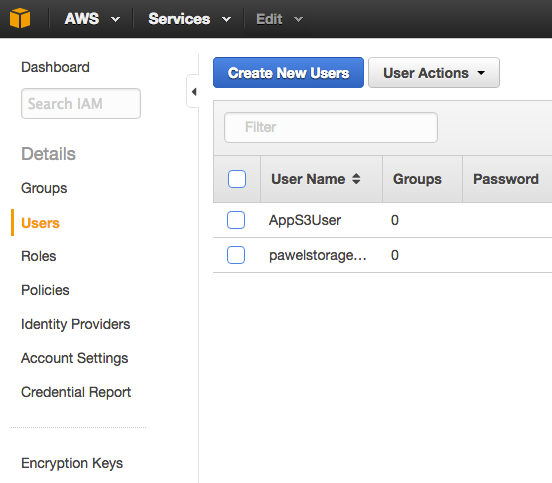 AWS Services Edit
Dashboard
Search IAM
Details
Groups
Users
Roles
Policies
Identity Providers
Account Settings
Credential Report
Encryption Keys
Create New Users User Actions
Filter
User Name Groups Password
AppS3User 0
pawelstorage... 0